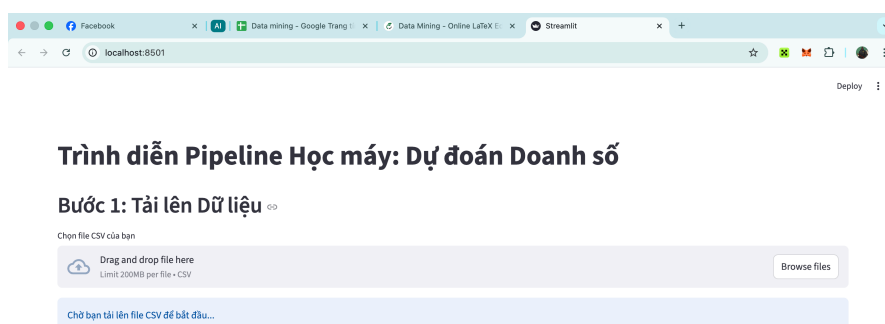 Facebook
AI
Data mining - Google Trang
Data Mining - Online LaTeX
Streamlit
localhost:8501
Deploy
Trình diễn Pipeline Học máy: Dự đoán Doanh số
Bước 1: Tải lên Dữ liệu
Chọn file CSV của bạn
Drag and drop file here
Limit 200MB per file • CSV
Browse files
Chờ bạn tải lên file CSV để bắt đầu...